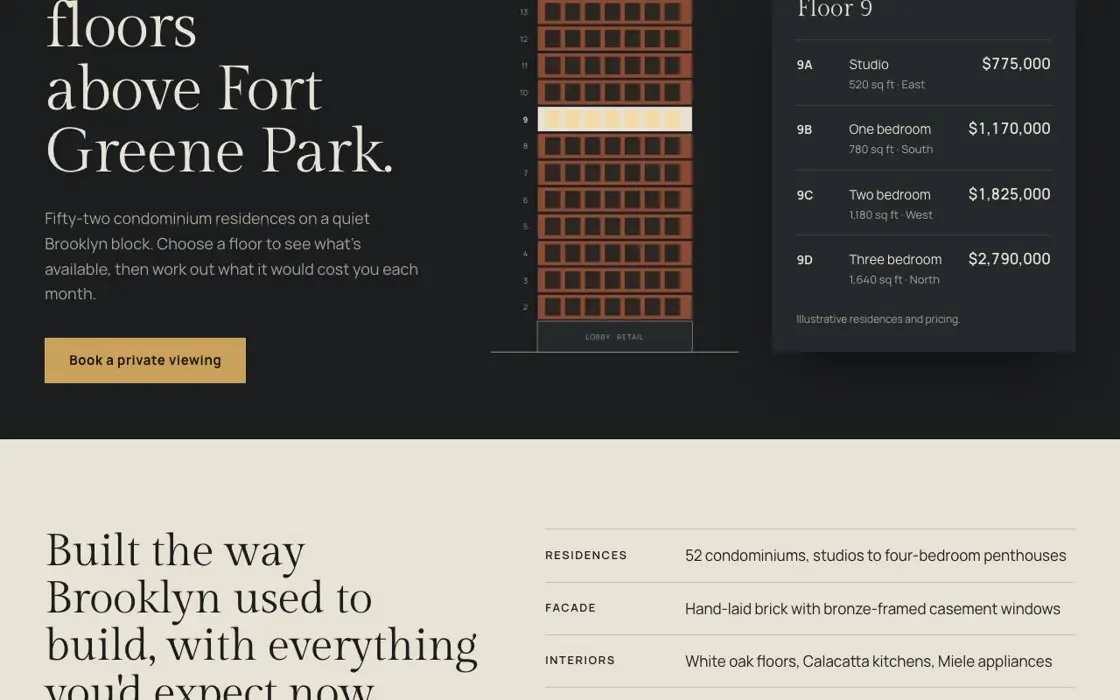 floors
above Fort
Greene Park.
Fifty-two condominium residences on a quiet
Brooklyn block. Choose a floor to see what's
available, then work out what it would cost you each
month.
Book a private viewing
13
12
11
10
9
8
7
6
5
4
3
2
LOBBY RETAIL
Floor 9
9A Studio $775,000
520 sq ft · East
9B One bedroom $1,170,000
780 sq ft · South
9C Two bedroom $1,825,000
1,180 sq ft · West
9D Three bedroom $2,790,000
1,640 sq ft · North
Illustrative residences and pricing.
Built the way
Brooklyn used to
build, with everything
you'd expect now
RESIDENCES 52 condominiums, studios to four-bedroom penthouses
FACADE Hand-laid brick with bronze-framed casement windows
INTERIORS White oak floors, Calacatta kitchens, Miele appliances